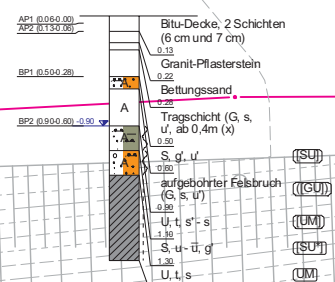 AP1 (0.06-0.00)
AP2 (0.13-0.06)
Bitu-Decke, 2 Schichten
(6 cm und 7 cm)
0.13
Granit-Pflasterstein
0.22
BP1 (0.50-0.28)
Bettungssand
0.28
A
A
Tragschicht (G, s,
u', ab 0,4m (x)
BP2 (0.90-0.60) -0.90
A
0.50
S, g', u'
[SU]
A
0.60
aufgebohrter Felsbruch
(G, s, u')
([GU])
0.90
U, t, s' - s
[UM]
1.10
S, u - ū, g'
[SU*]
1.30
U, t, s
[UM]